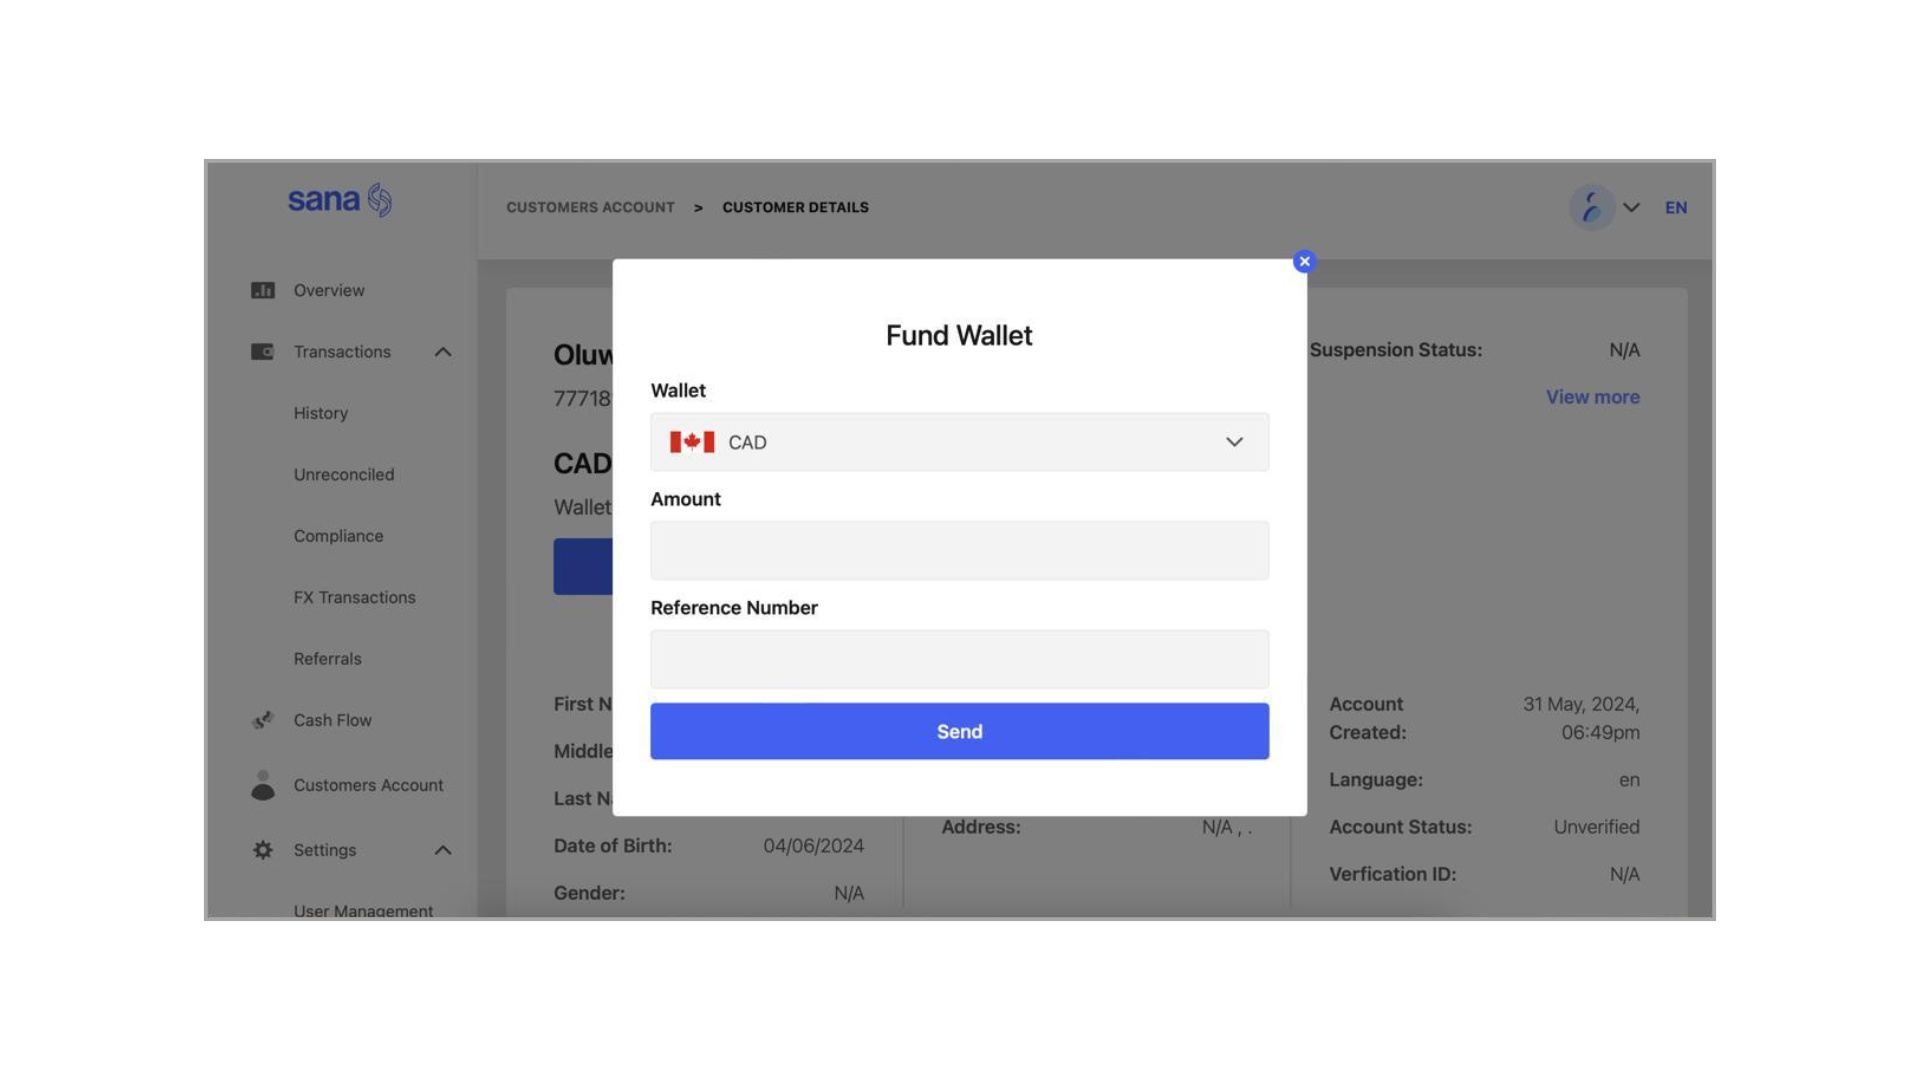 sana
CUSTOMERS ACCOUNT > CUSTOMER DETAILS
EN
Overview
Transactions
History
Unreconciled
Compliance
FX Transactions
Referrals
Cash Flow
Customers Account
Settings
User Management
77718
CAD
Wallet
Suspension Status: N/A
View more
Fund Wallet
Wallet
CAD
Amount
Reference Number
Send
First N
Middle
Last N
Date of Birth: 04/06/2024
Gender: N/A
Address: N/A , .
Account Created: 31 May, 2024, 06:49pm
Language: en
Account Status: Unverified
Verfication ID: N/A